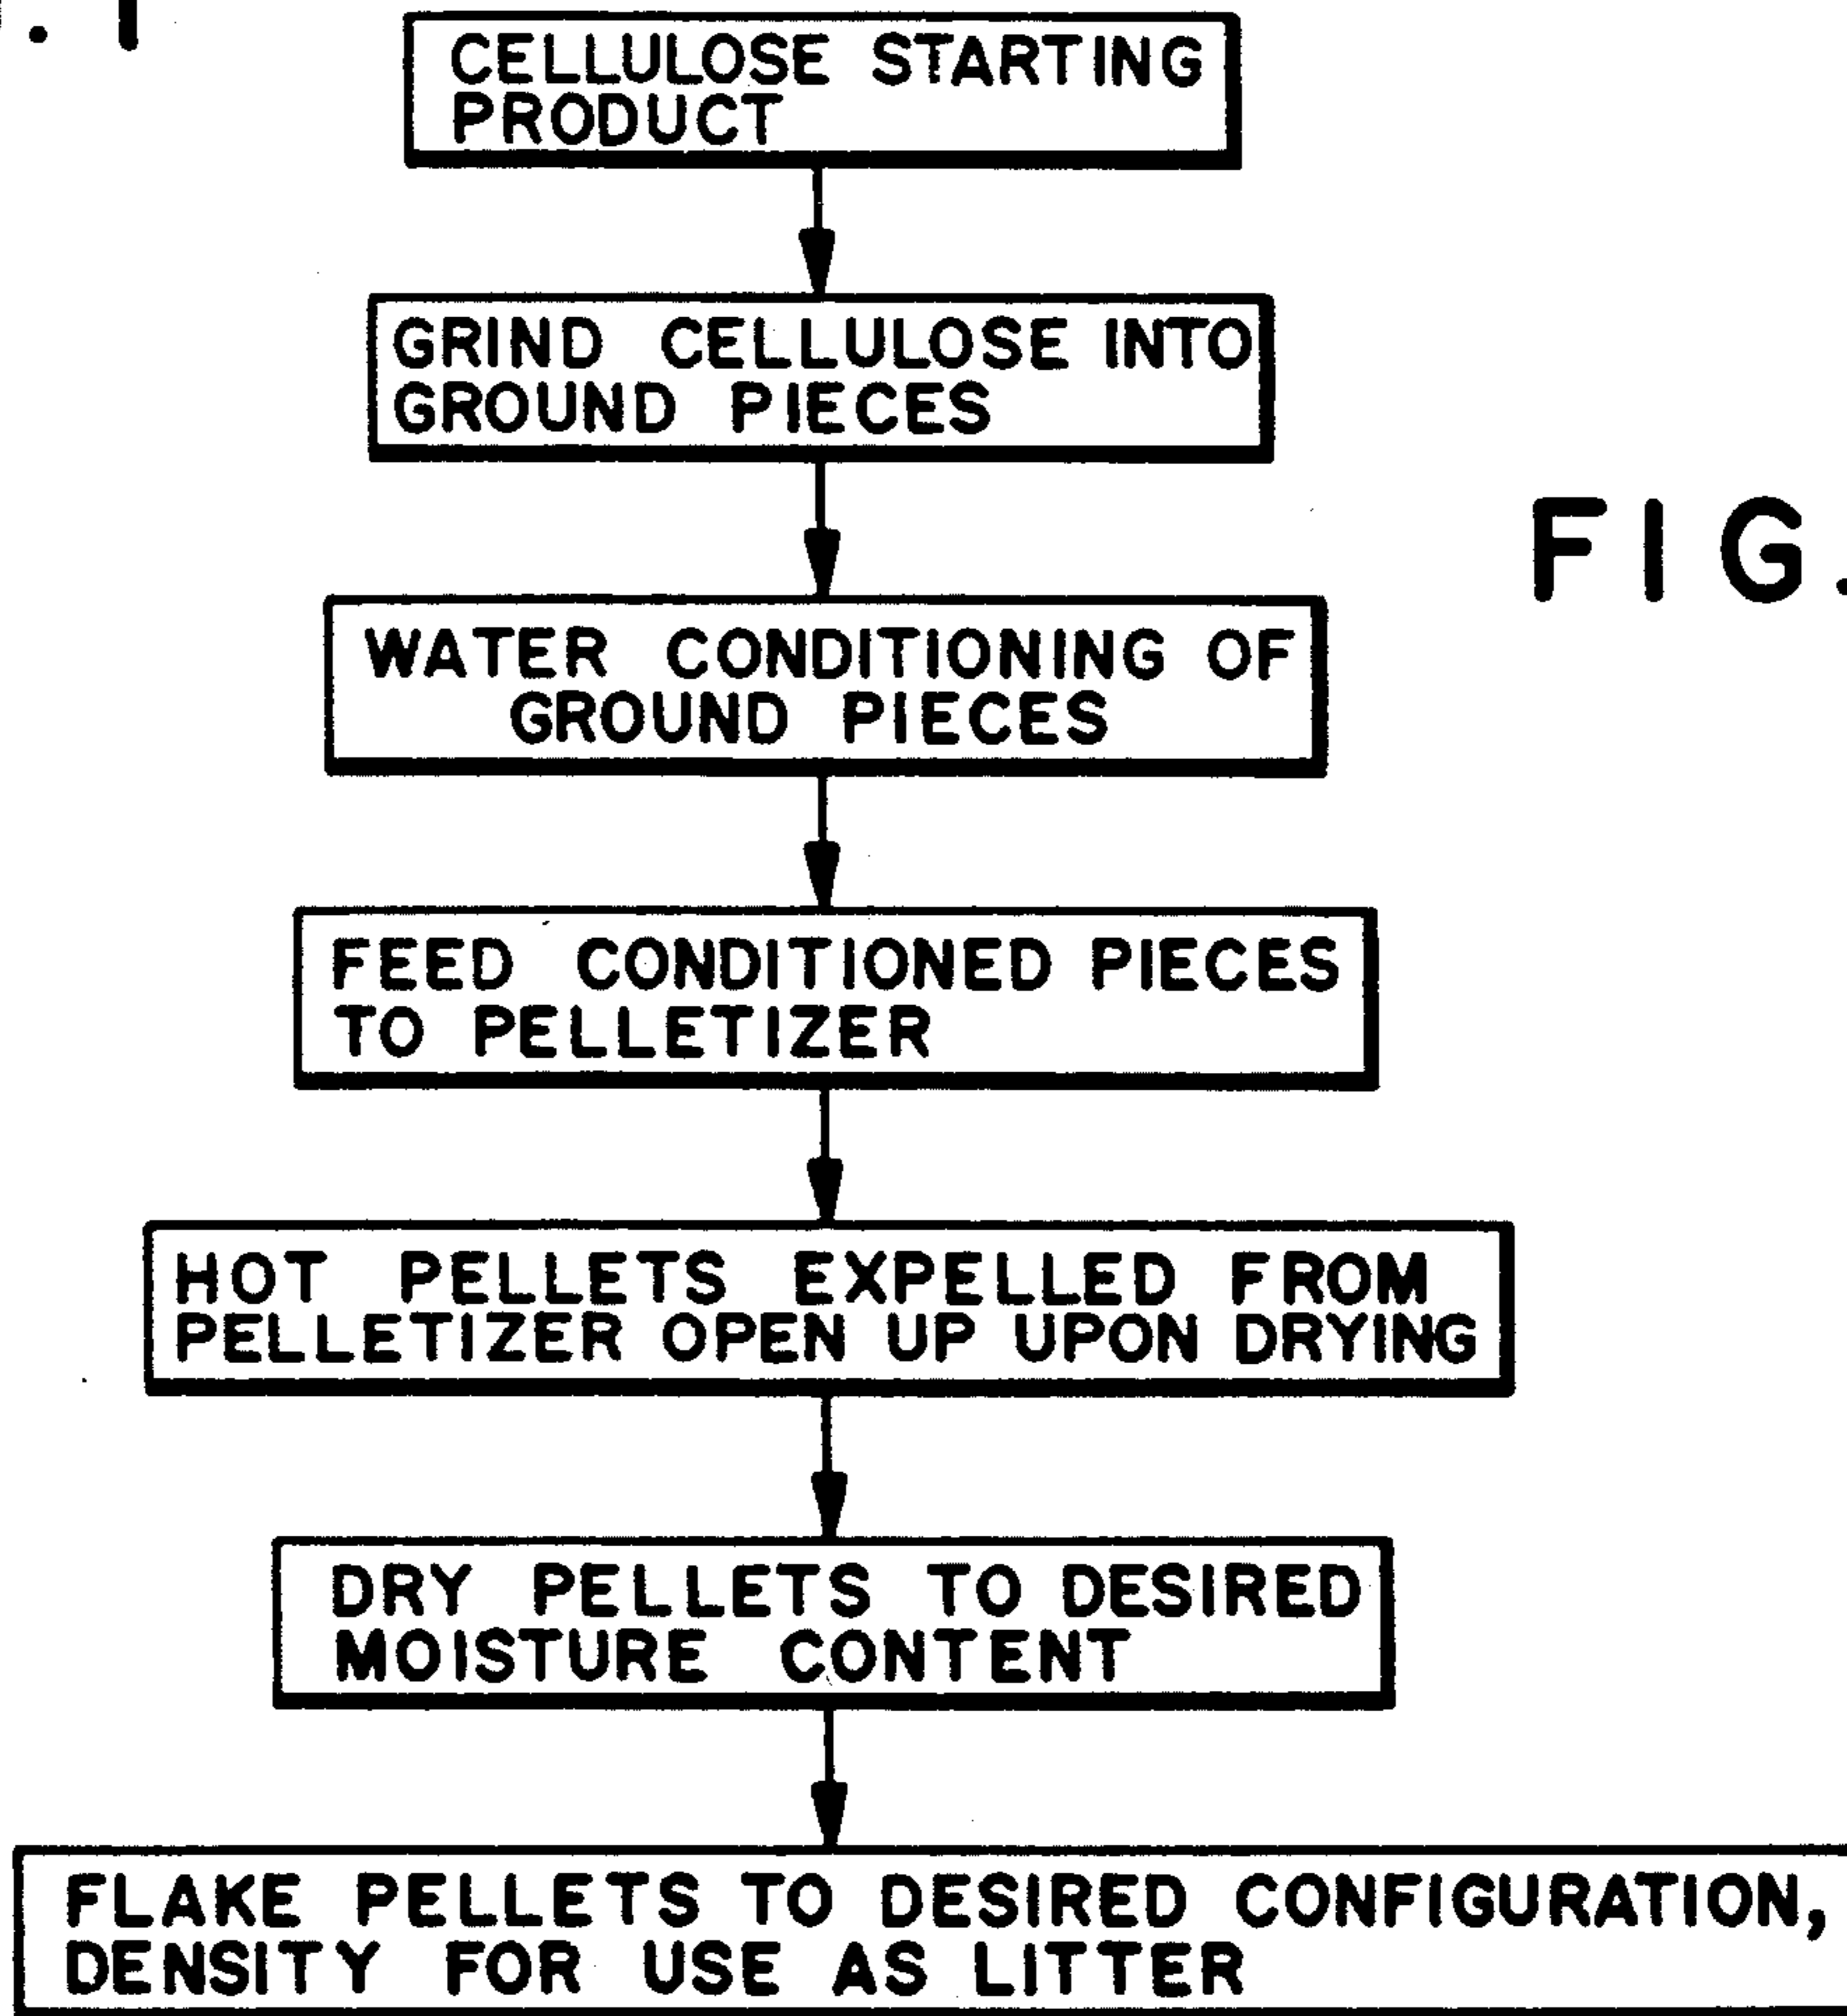 . 1
CELLULOSE STARTING
PRODUCT
GRIND CELLULOSE INTO
GROUND PIECES
FIG.
WATER CONDITIONING OF
GROUND PIECES
FEED CONDITIONED PIECES
TO PELLETIZER
HOT PELLETS EXPELLED FROM
PELLETIZER OPEN UP UPON DRYING
DRY PELLETS TO DESIRED
MOISTURE CONTENT
FLAKE PELLETS TO DESIRED CONFIGURATION,
DENSITY FOR USE AS LITTER